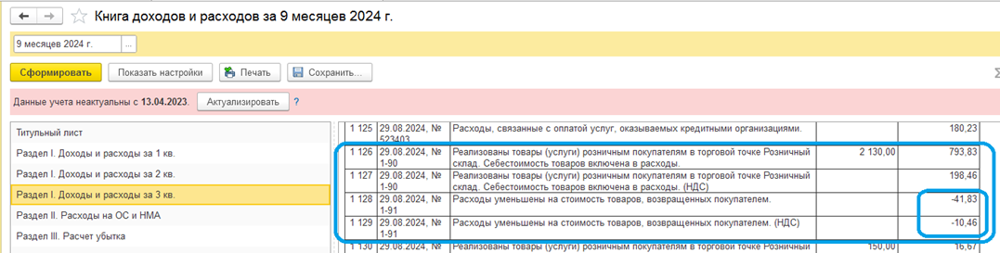 Книга доходов и расходов за 9 месяцев 2024 г.
9 месяцев 2024 г.
...
Сформировать
Показать настройки
Печать
Сохранить...
Данные учета неактуальны с 13.04.2023.
Актуализировать
?
Титульный лист
Раздел I. Доходы и расходы за 1 кв.
Раздел I. Доходы и расходы за 2 кв.
Раздел I. Доходы и расходы за 3 кв.
Раздел II. Расходы на ОС и НМА
Раздел III. Расчет убытка
1 125 29.08.2024, № Расходы, связанные с оплатой услуг, оказываемых кредитными организациями. 180,23
523403
1 126 29.08.2024, № Реализованы товары (услуги) розничным покупателям в торговой точке Розничный 2 130,00 793,83
1-90 склад. Себестоимость товаров включена в расходы.
1 127 29.08.2024, № Реализованы товары (услуги) розничным покупателям в торговой точке Розничный 198,46
1-90 склад. Себестоимость товаров включена в расходы. (НДС)
1 128 29.08.2024, № Расходы уменьшены на стоимость товаров, возвращенных покупателем. -41,83
1-91
1 129 29.08.2024, № Расходы уменьшены на стоимость товаров, возвращенных покупателем. (НДС) -10,46
1-91
1 130 29.08.2024, № Реализованы товары (услуги) розничным покупателям в торговой точке Розничный 150,00 16,67